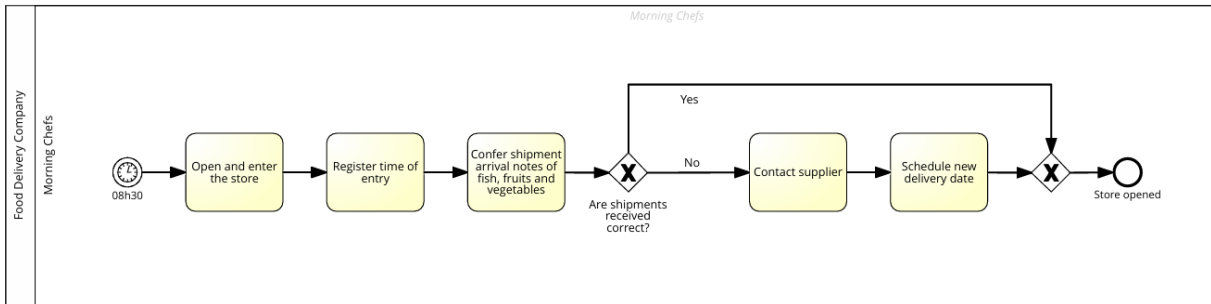 Morning Chefs
Food Delivery Company
Morning Chefs
08h30
Open and enter
the store
Register time of
entry
Confer shipment
arrival notes of
fish, fruits and
vegetables
X
Are shipments
received
correct?
Yes
No
Contact supplier
Schedule new
delivery date
X
Store opened